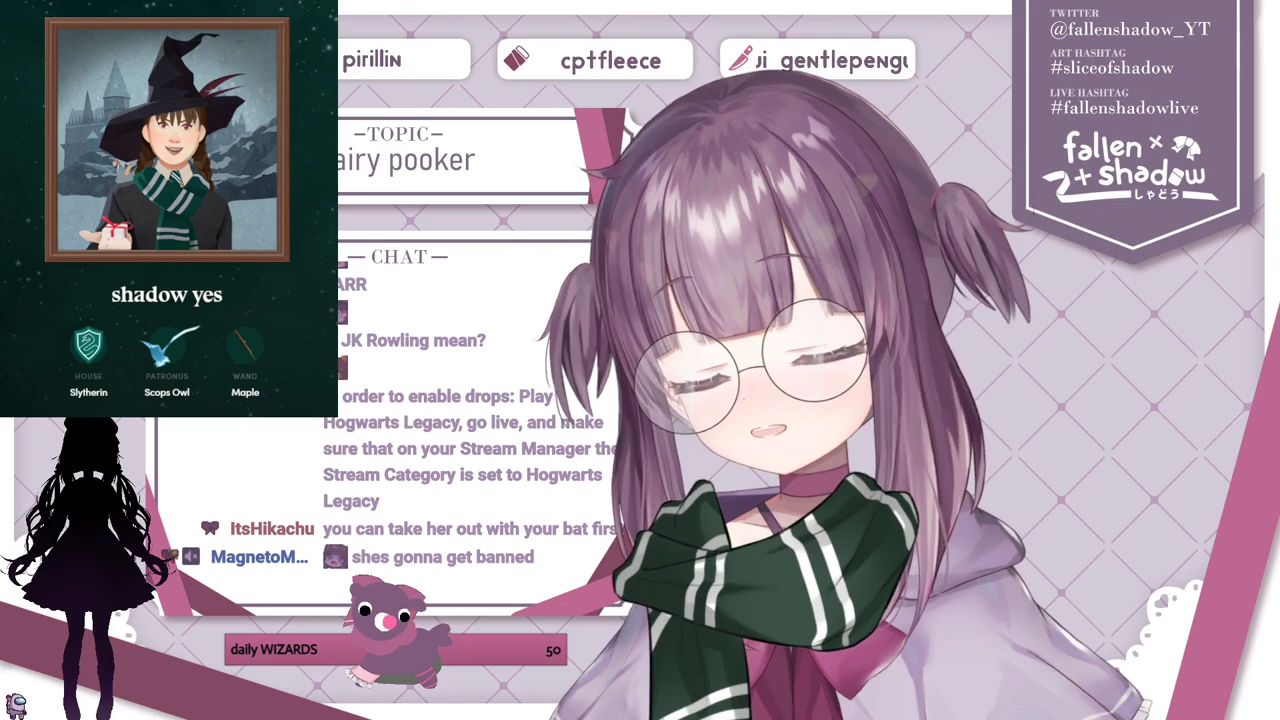 pirillin
cptfleece
ji gentlepengu
TWITTER
@fallenshadow_YT
ART HASHTAG
#sliceofshadow
LIVE HASHTAG
#fallenshadowlive
fallen × shadow
しゃどう
-TOPIC-
airy pooker
— CHAT —
ARR
JK Rowling mean?
order to enable drops: Play
Hogwarts Legacy, go live, and make
sure that on your Stream Manager the
Stream Category is set to Hogwarts
Legacy
ItsHikachu you can take her out with your bat firs
MagnetoM... shes gonna get banned
daily WIZARDS 50
shadow yes
HOUSE PATRONUS WAND
Slytherin Scops Owl Maple